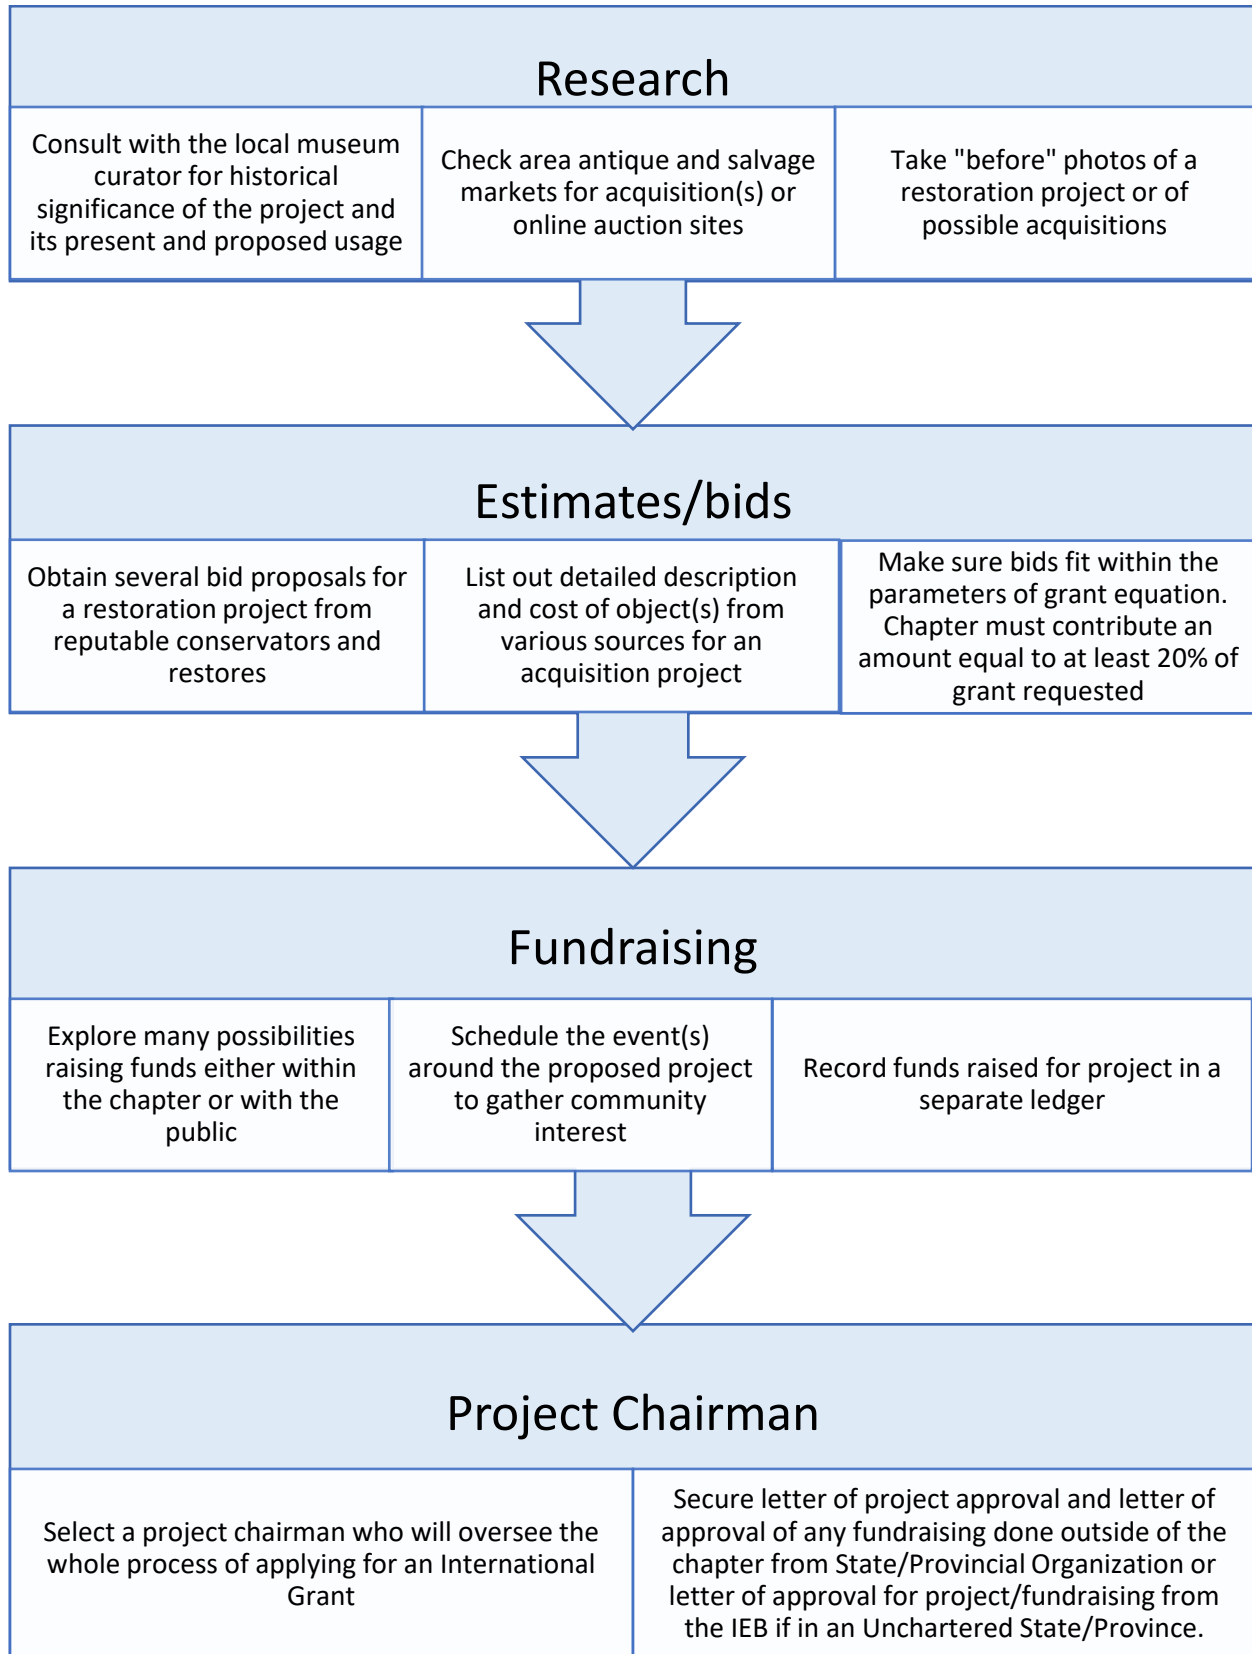 Research
Consult with the local museum
curator for historical
significance of the project and
its present and proposed usage
Check area antique and salvage
markets for acquisition(s) or
online auction sites
Take "before" photos of a
restoration project or of
possible acquisitions
Estimates/bids
Obtain several bid proposals for
a restoration project from
reputable conservators and
restores
List out detailed description
and cost of object(s) from
various sources for an
acquisition project
Make sure bids fit within the
parameters of grant equation.
Chapter must contribute an
amount equal to at least 20% of
grant requested
Fundraising
Explore many possibilities
raising funds either within
the chapter or with the
public
Schedule the event(s)
around the proposed project
to gather community
interest
Record funds raised for project in a
separate ledger
Project Chairman
Select a project chairman who will oversee the
whole process of applying for an International
Grant
Secure letter of project approval and letter of
approval of any fundraising done outside of the
chapter from State/Provincial Organization or
letter of approval for project/fundraising from
the IEB if in an Unchartered State/Province.